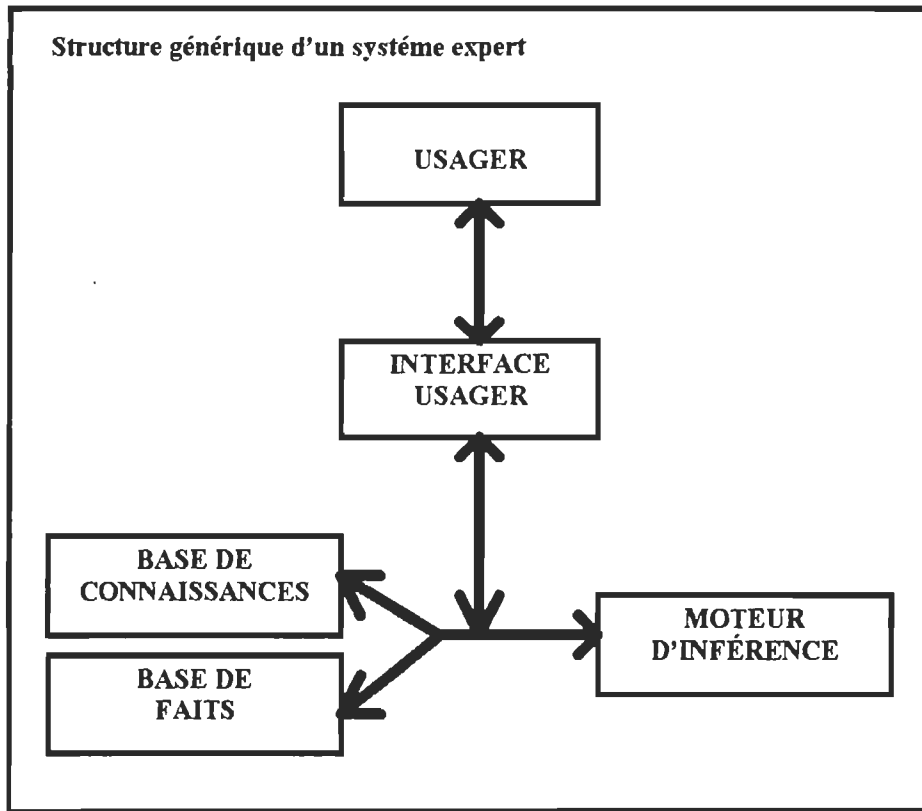 Structure générique d'un systéme expert
USAGER
INTERFACE
USAGER
BASE DE
CONNAISSANCES
MOTEUR
D'INFÉRENCE
BASE DE
FAITS